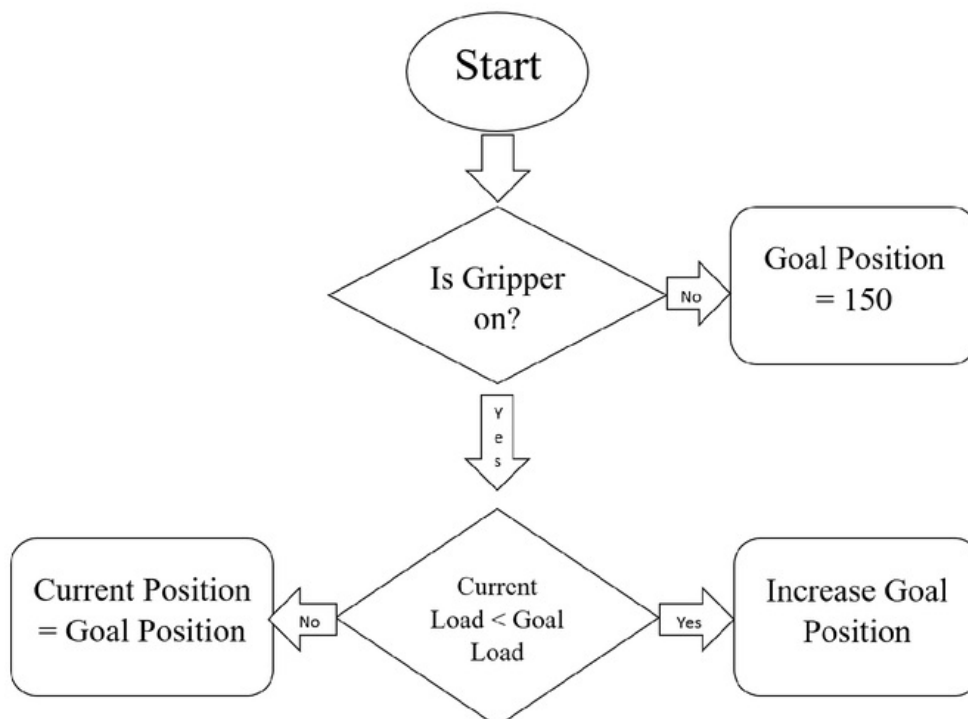 Start
Is Gripper
on?
No
Goal Position
= 150
Yes
Current Position
= Goal Position
No
Current
Load < Goal
Load
Yes
Increase Goal
Position